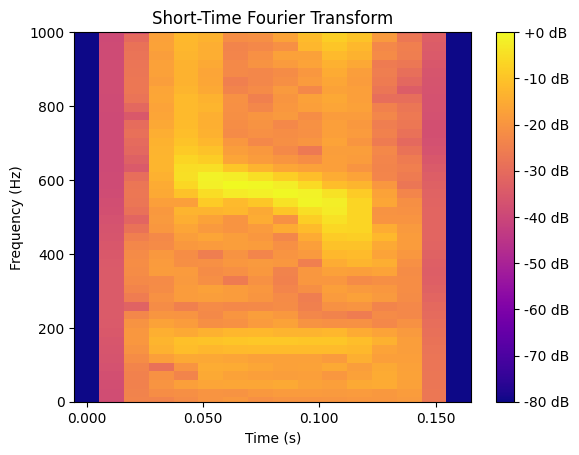 Short-Time Fourier Transform
Frequency (Hz)
1000
800
600
400
200
0
0.000 0.050 0.100 0.150
Time (s)
+0 dB
-10 dB
-20 dB
-30 dB
-40 dB
-50 dB
-60 dB
-70 dB
-80 dB